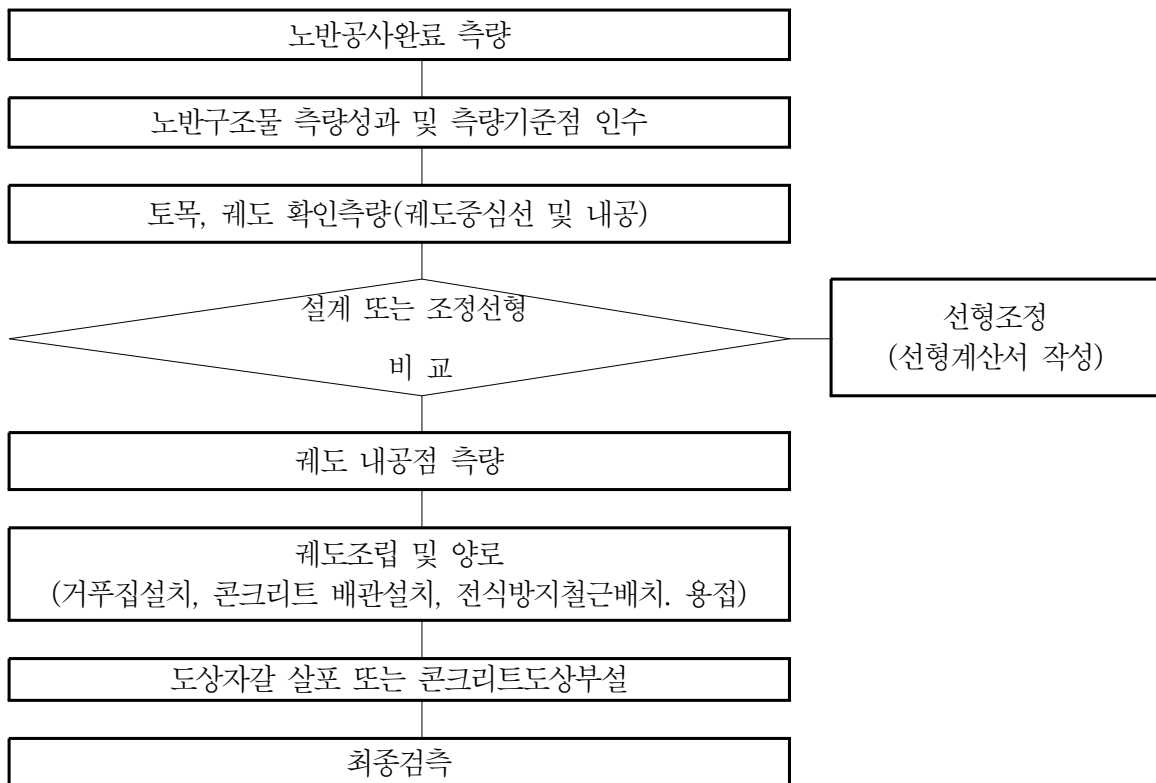 노반공사완료 측량
노반구조물 측량성과 및 측량기준점 인수
토목, 궤도 확인측량(궤도중심선 및 내공)
설계 또는 조정선형
비 교
선형조정
(선형계산서 작성)
궤도 내공점 측량
궤도조립 및 양로
(거푸집설치, 콘크리트 배관설치, 전식방지철근배치. 용접)
도상자갈 살포 또는 콘크리트도상부설
최종검측